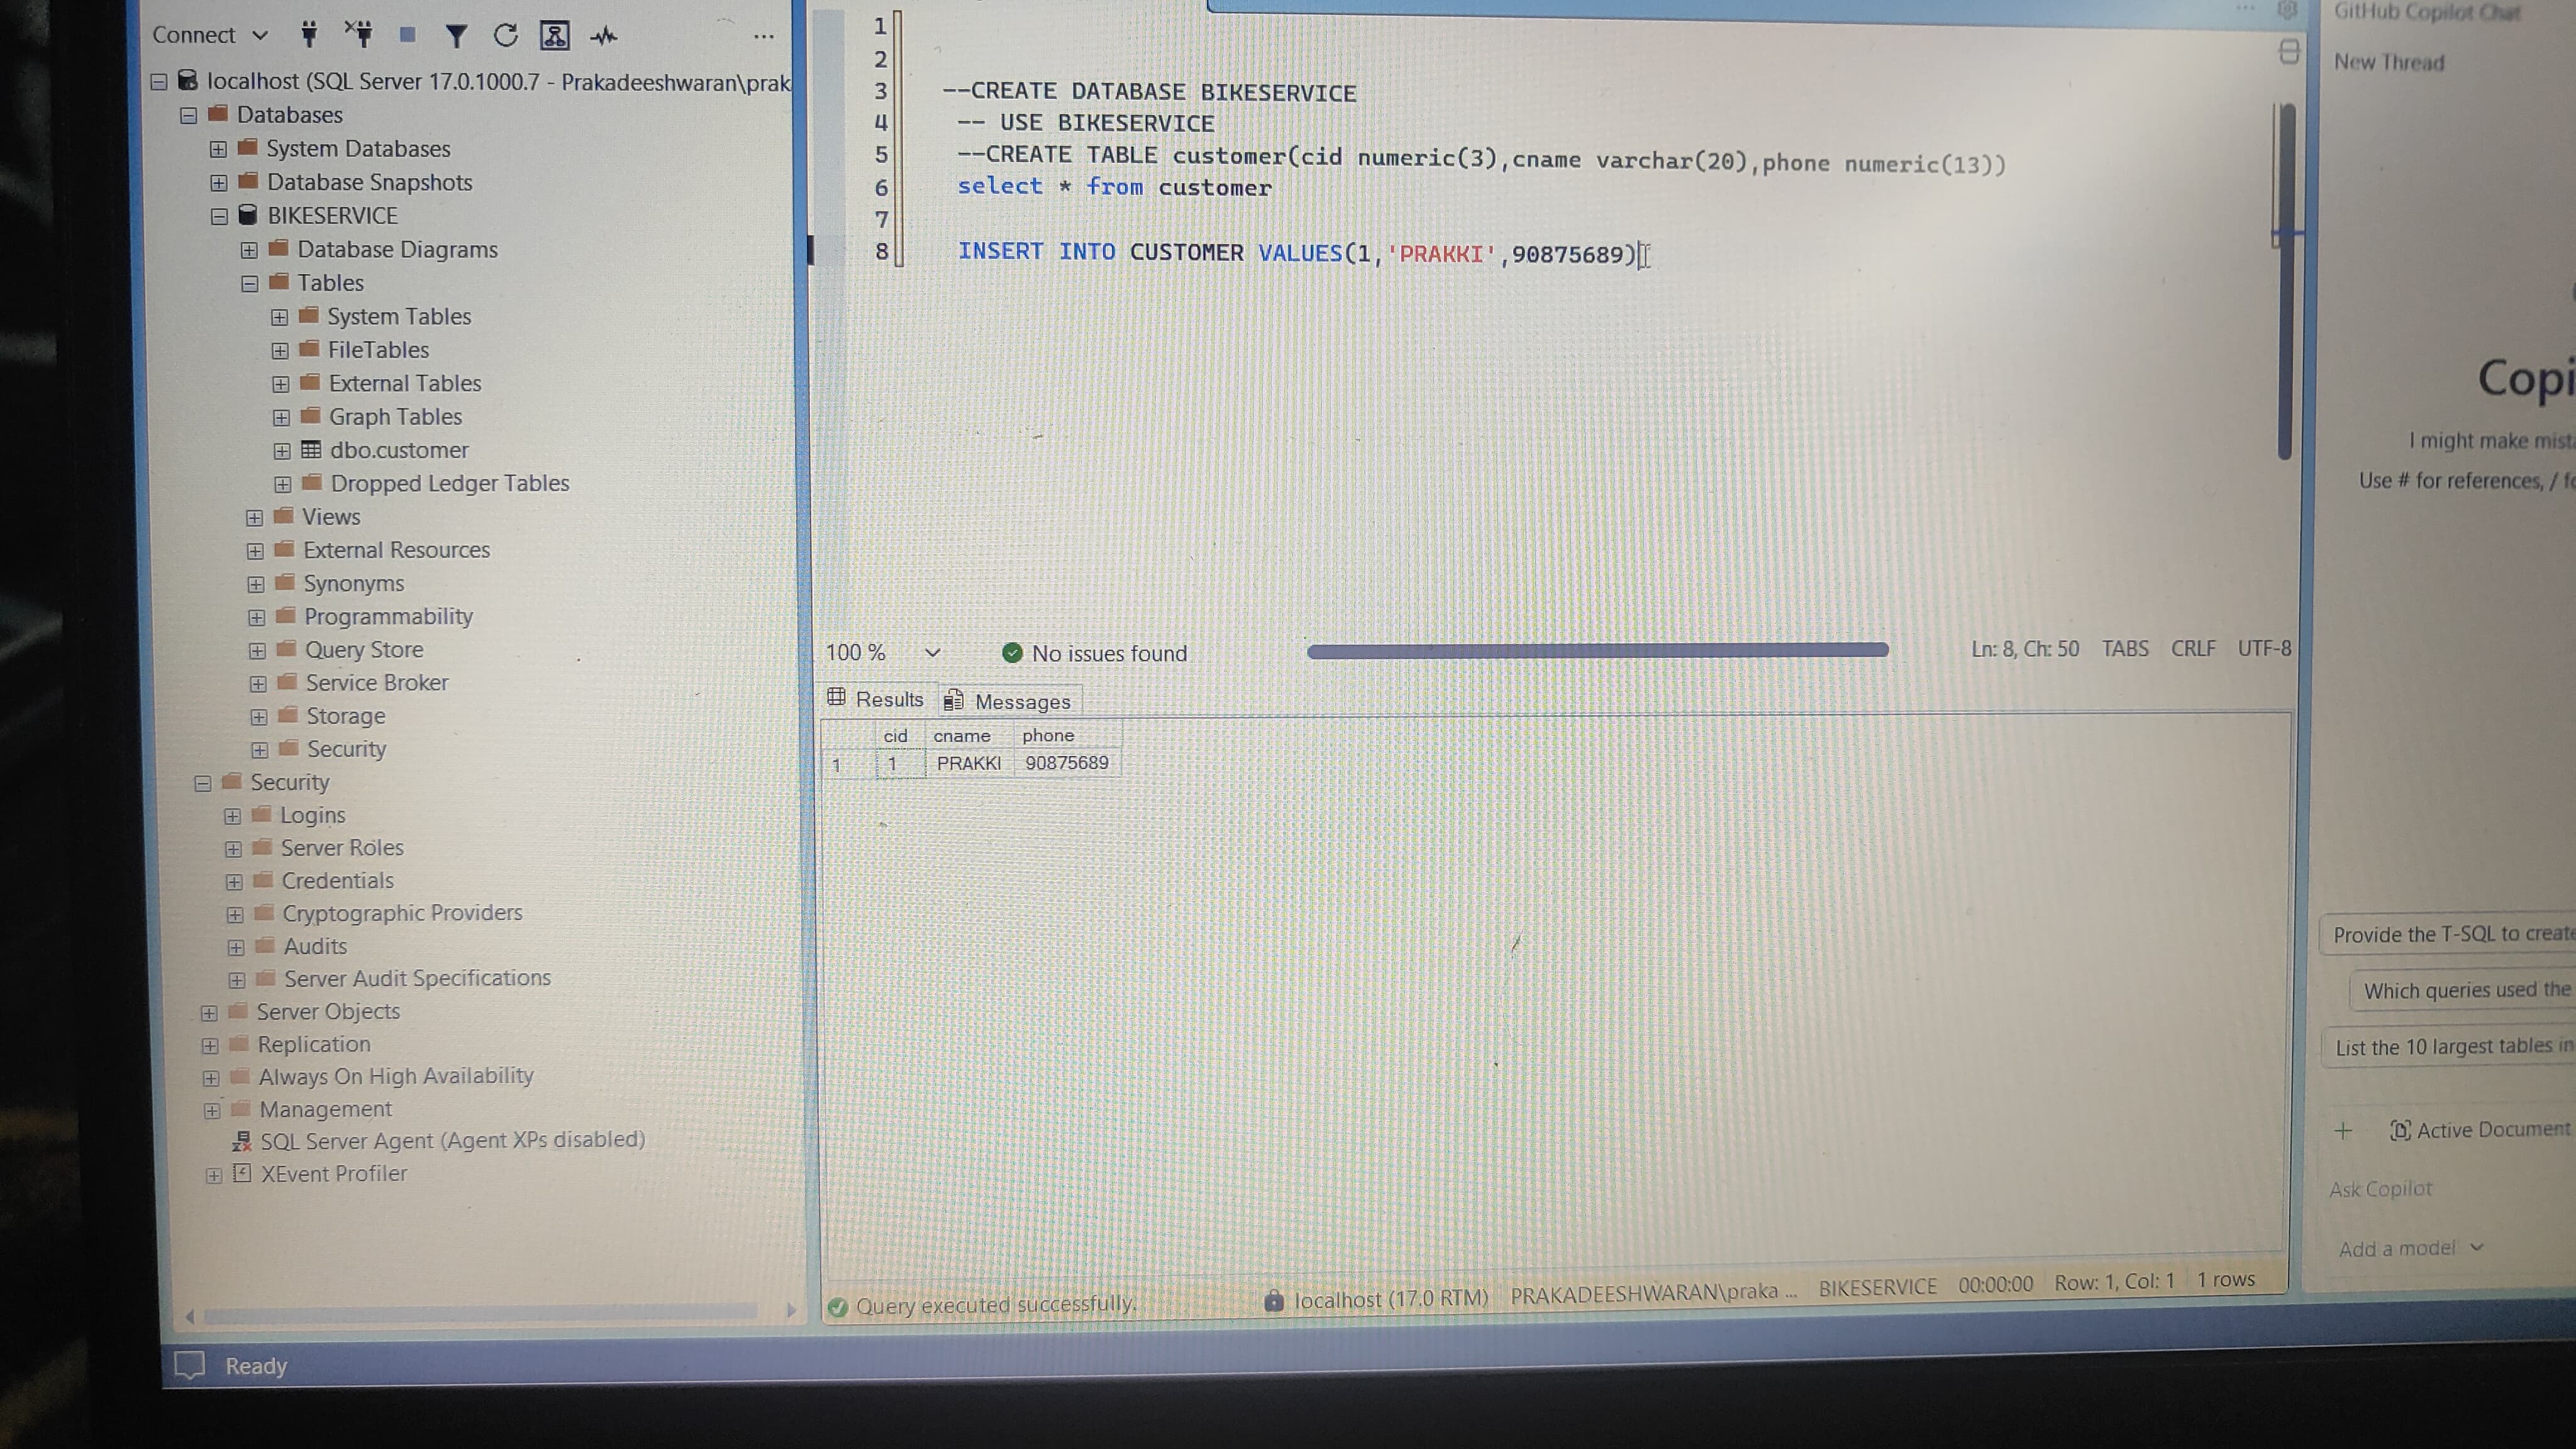 Connect
localhost (SQL Server 17.0.1000.7 - Prakadeeshwaran\prak
Databases
System Databases
Database Snapshots
BIKESERVICE
Database Diagrams
Tables
System Tables
FileTables
External Tables
Graph Tables
dbo.customer
Dropped Ledger Tables
Views
External Resources
Synonyms
Programmability
Query Store
Service Broker
Storage
Security
Security
Logins
Server Roles
Credentials
Cryptographic Providers
Audits
Server Audit Specifications
Server Objects
Replication
Always On High Availability
Management
SQL Server Agent (Agent XPs disabled)
XEvent Profiler
Ready
1
2
3 --CREATE DATABASE BIKESERVICE
4 -- USE BIKESERVICE
5 --CREATE TABLE customer(cid numeric(3),cname varchar(20),phone numeric(13))
6 select * from customer
7
8 INSERT INTO CUSTOMER VALUES(1,'PRAKKI',90875689)
100 % No issues found Ln: 8, Ch: 50 TABS CRLF UTF-8
Results Messages
cid cname phone
1 1 PRAKKI 90875689
Query executed successfully. localhost (17.0 RTM) PRAKADEESHWARAN\praka ... BIKESERVICE 00:00:00 Row: 1, Col: 1 1 rows
GitHub Copilot Chat
New Thread
Copi
I might make mist
Use # for references, / fo
Provide the T-SQL to create
Which queries used the
List the 10 largest tables in
+ Active Document
Ask Copilot
Add a model